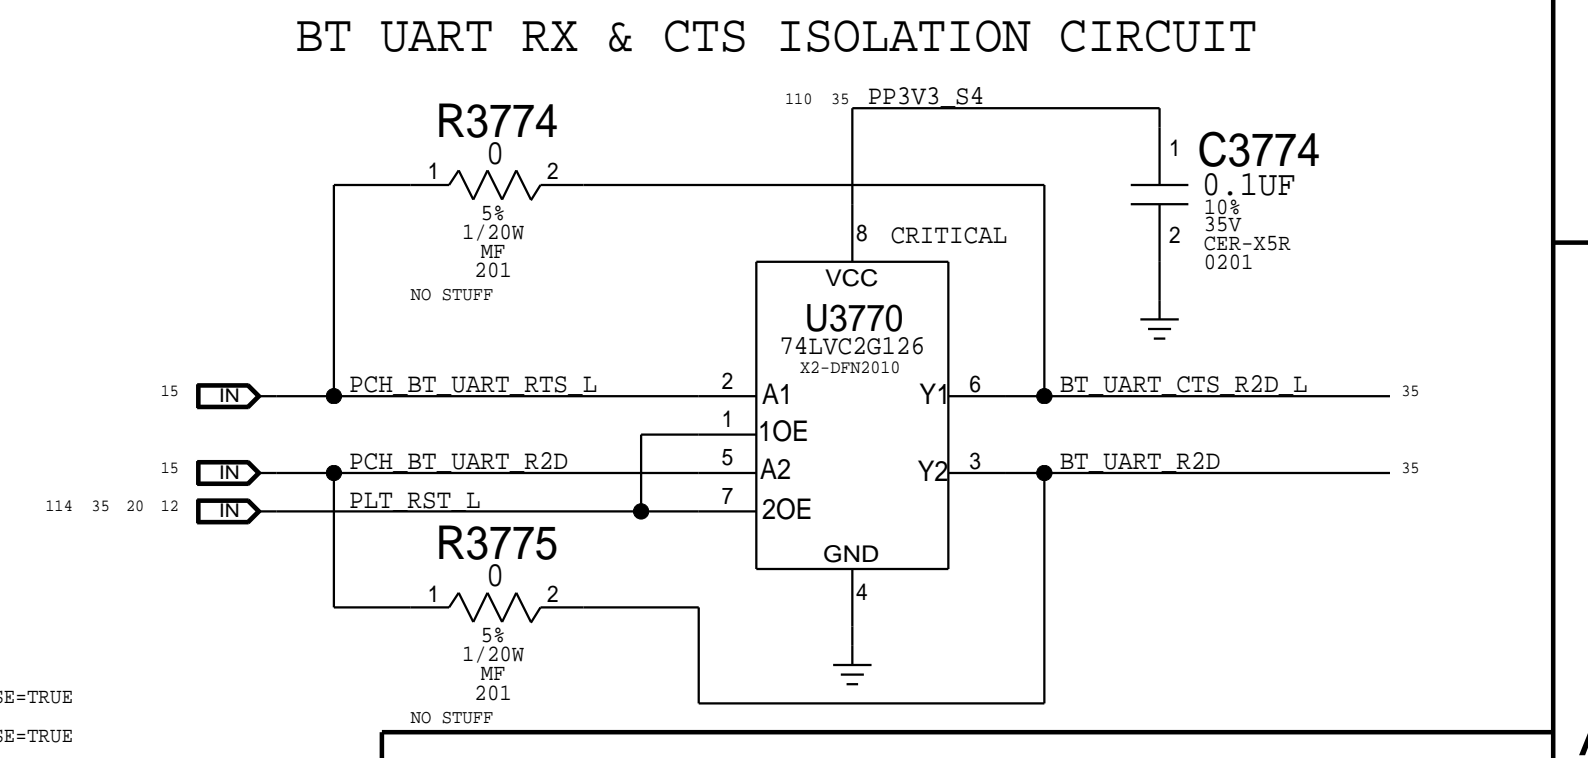 BT UART RX & CTS ISOLATION CIRCUIT
110 35 PP3V3_S4
R3774
0
1 2
5%
1/20W
MF
201
NO STUFF
1 C3774
0.1UF
10%
35V
2 CER-X5R
0201
8 CRITICAL
VCC
U3770
74LVC2G126
X2-DFN2010
15 IN PCH_BT_UART_RTS_L 2 A1 Y1 6 BT_UART_CTS_R2D_L 35
1 1OE
15 IN PCH_BT_UART_R2D 5 A2 Y2 3 BT_UART_R2D 35
114 35 20 12 IN PLT_RST_L 7 2OE
GND
4
R3775
0
1 2
5%
1/20W
MF
201
NO STUFF
SE=TRUE
SE=TRUE